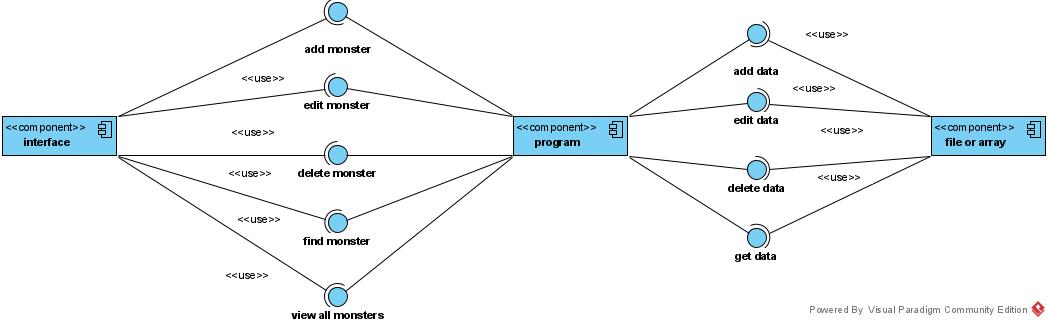 add monster
<<use>>
edit monster
<<use>>
<<component>>
interface
delete monster
<<use>>
find monster
<<use>>
view all monsters
<<use>>
<<component>>
program
<<use>>
add data
<<use>>
edit data
<<use>>
delete data
<<use>>
get data
<<component>>
file or array
Powered By Visual Paradigm Community Edition